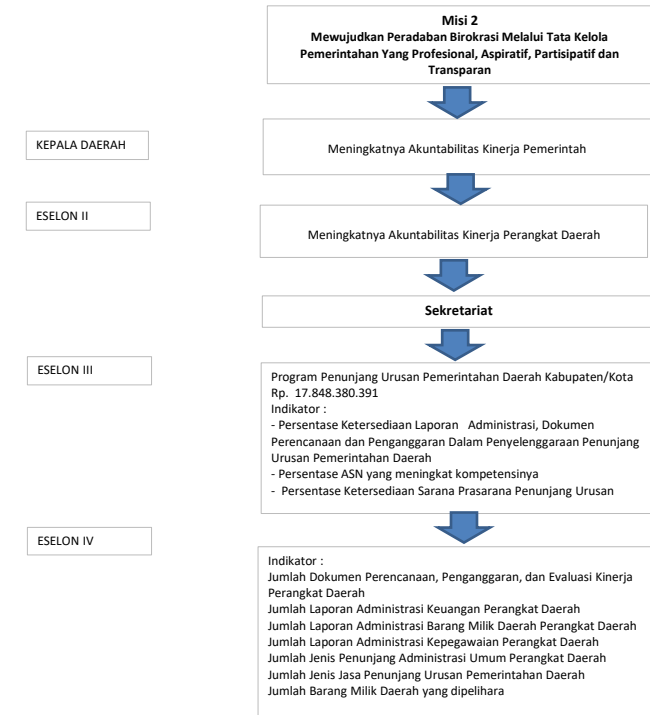 Misi 2
Mewujudkan Peradaban Birokrasi Melalui Tata Kelola
Pemerintahan Yang Profesional, Aspiratif, Partisipatif dan
Transparan
KEPALA DAERAH
Meningkatnya Akuntabilitas Kinerja Pemerintah
ESELON II
Meningkatnya Akuntabilitas Kinerja Perangkat Daerah
Sekretariat
ESELON III
Program Penunjang Urusan Pemerintahan Daerah Kabupaten/Kota
Rp. 17.848.380.391
Indikator :
- Persentase Ketersediaan Laporan Administrasi, Dokumen
Perencanaan dan Penganggaran Dalam Penyelenggaraan Penunjang
Urusan Pemerintahan Daerah
- Persentase ASN yang meningkat kompetensinya
- Persentase Ketersediaan Sarana Prasarana Penunjang Urusan
ESELON IV
Indikator :
Jumlah Dokumen Perencanaan, Penganggaran, dan Evaluasi Kinerja
Perangkat Daerah
Jumlah Laporan Administrasi Keuangan Perangkat Daerah
Jumlah Laporan Administrasi Barang Milik Daerah Perangkat Daerah
Jumlah Laporan Administrasi Kepegawaian Perangkat Daerah
Jumlah Jenis Penunjang Administrasi Umum Perangkat Daerah
Jumlah Jenis Jasa Penunjang Urusan Pemerintahan Daerah
Jumlah Barang Milik Daerah yang dipelihara